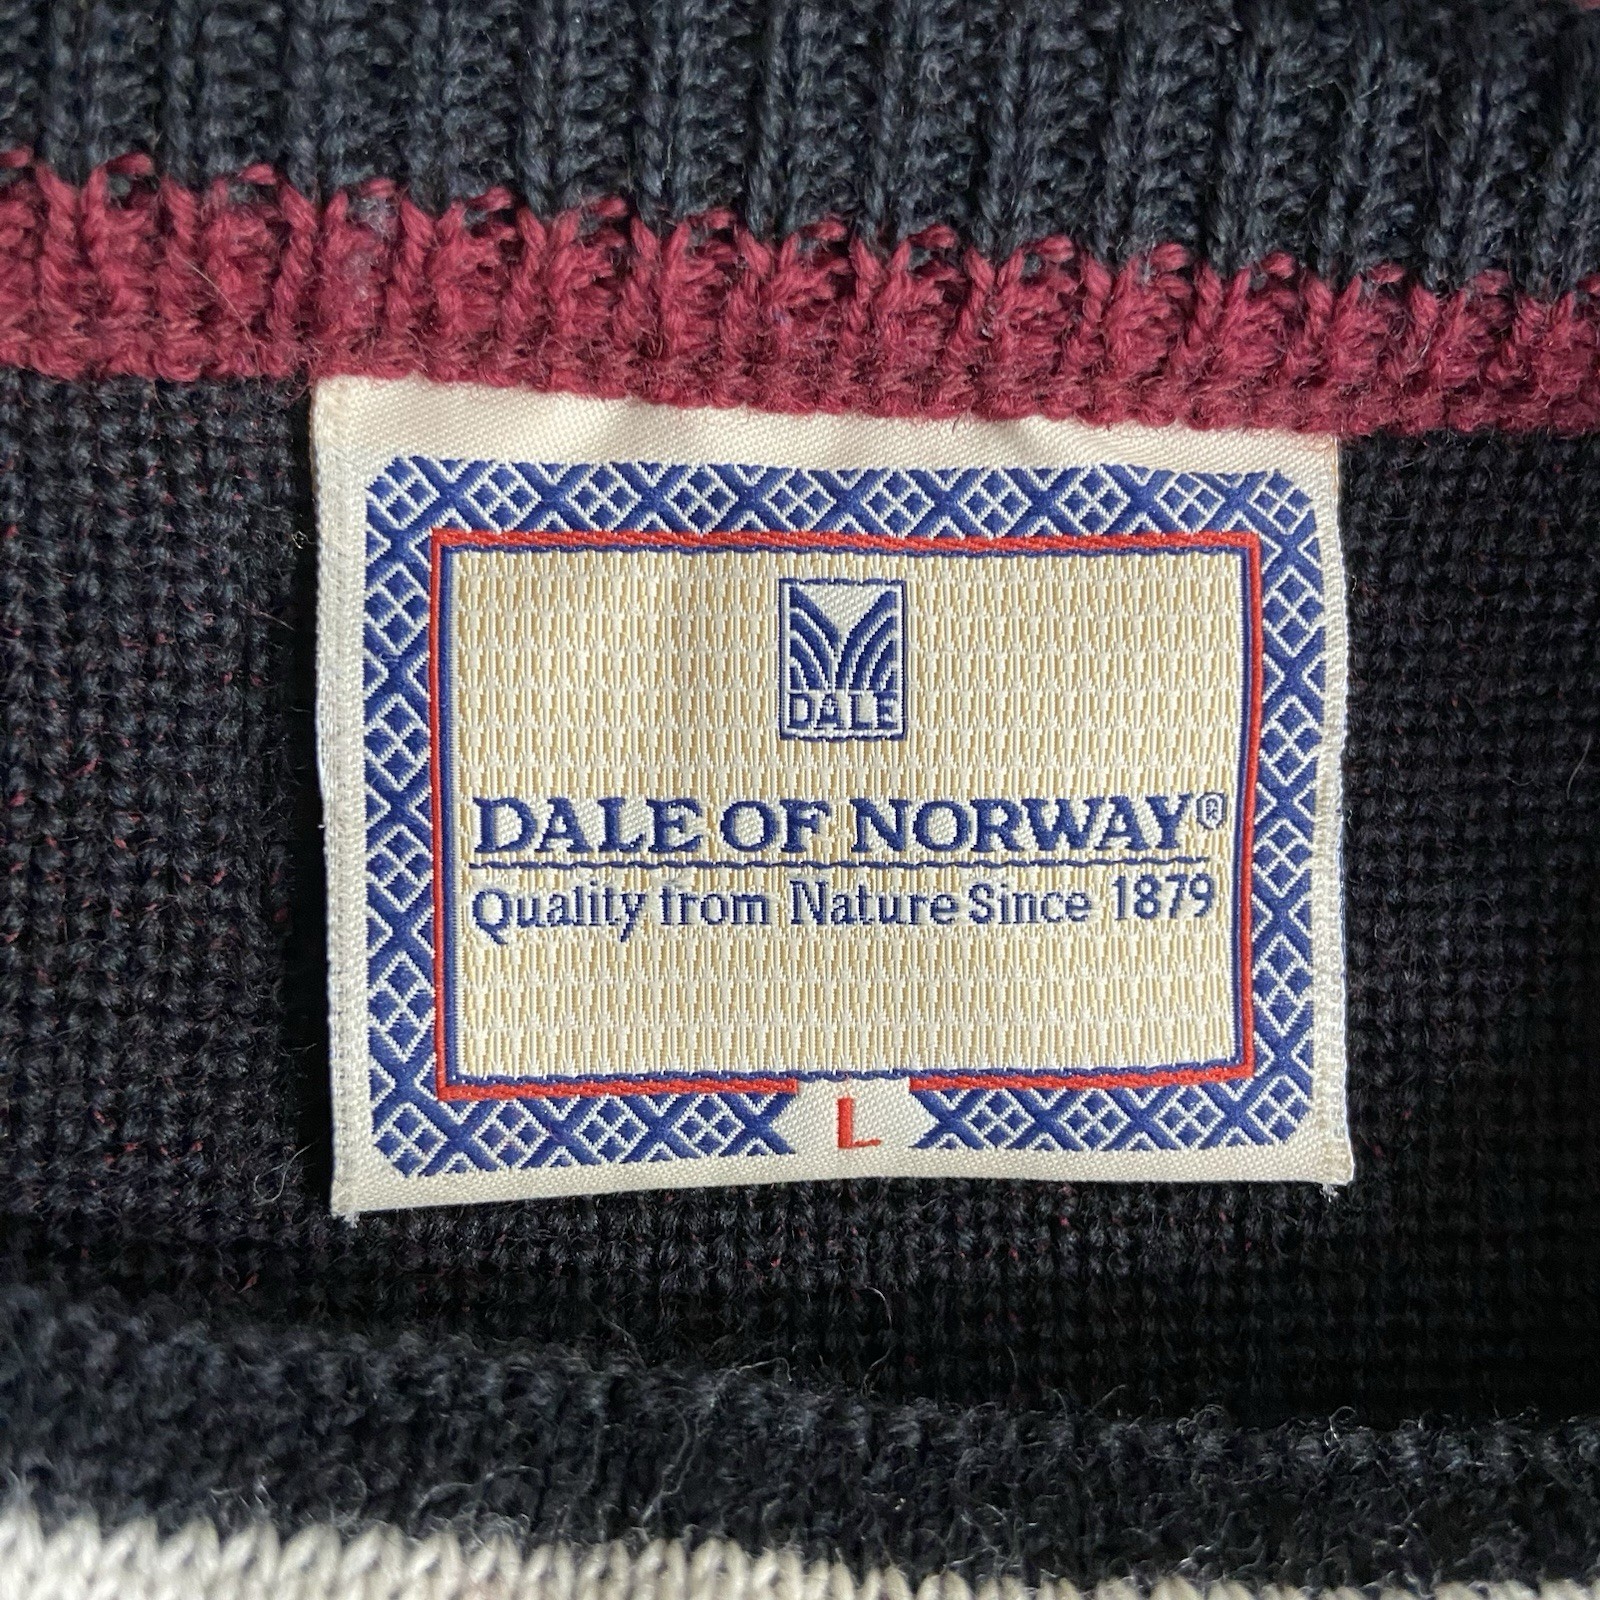 DALE
DALE OF NORWAY®
Quality from Nature Since 1879
L